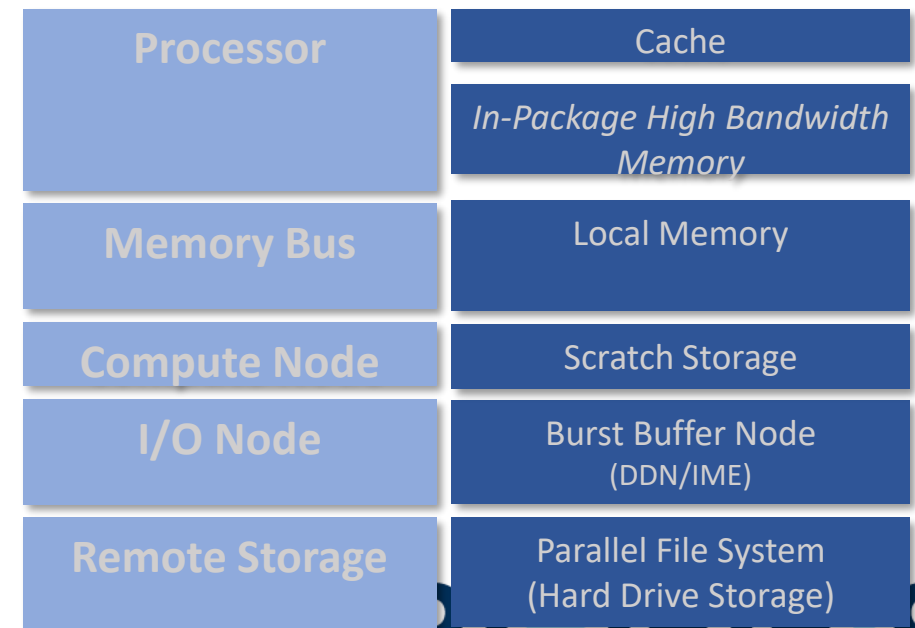 Processor
Cache
In-Package High Bandwidth
Memory
Memory Bus
Local Memory
Compute Node
Scratch Storage
I/O Node
Burst Buffer Node
(DDN/IME)
Remote Storage
Parallel File System
(Hard Drive Storage)